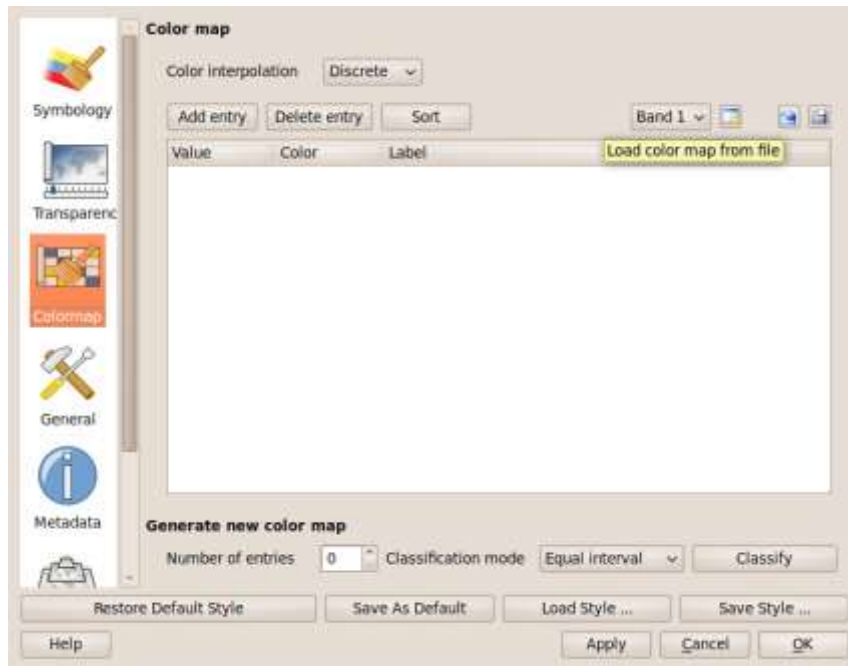 Color map
Color interpolation Discrete
Symbology
Add entry Delete entry Sort Band 1
Value Color Label Load color map from file
Transparenc
Colormap
General
Metadata
Generate new color map
Number of entries 0 Classification mode Equal interval Classify
Restore Default Style Save As Default Load Style ... Save Style ...
Help Apply Cancel OK